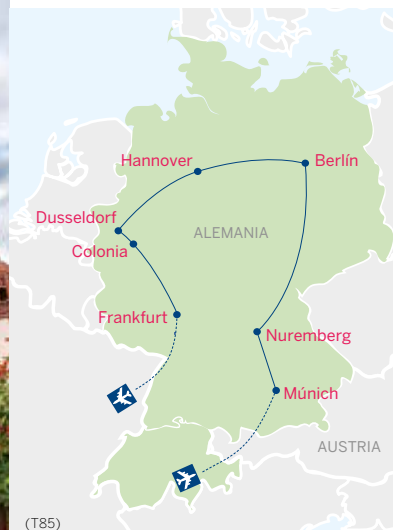 Hannover
Berlín
Dusseldorf
ALEMANIA
Colonia
Frankfurt
Nuremberg
Múnich
AUSTRIA
(T85)